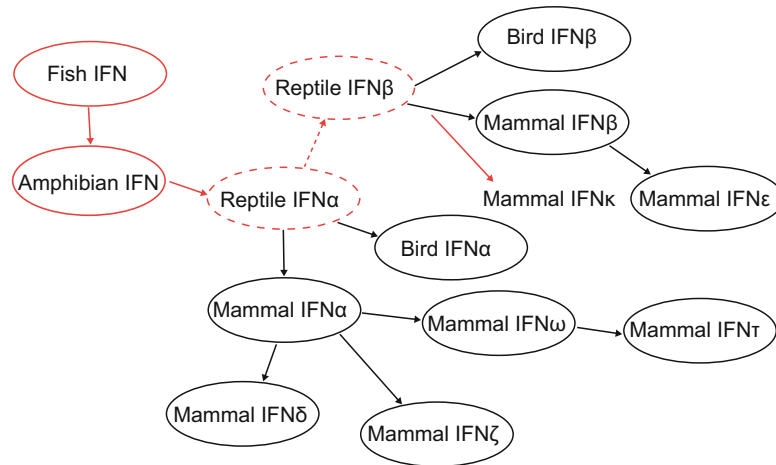 Bird IFNβ
Fish IFN
Reptile IFNβ
Mammal IFNβ
Amphibian IFN
Reptile IFNα
Mammal IFNκ
Mammal IFNε
Bird IFNα
Mammal IFNα
Mammal IFNω
Mammal IFNτ
Mammal IFNδ
Mammal IFNζ